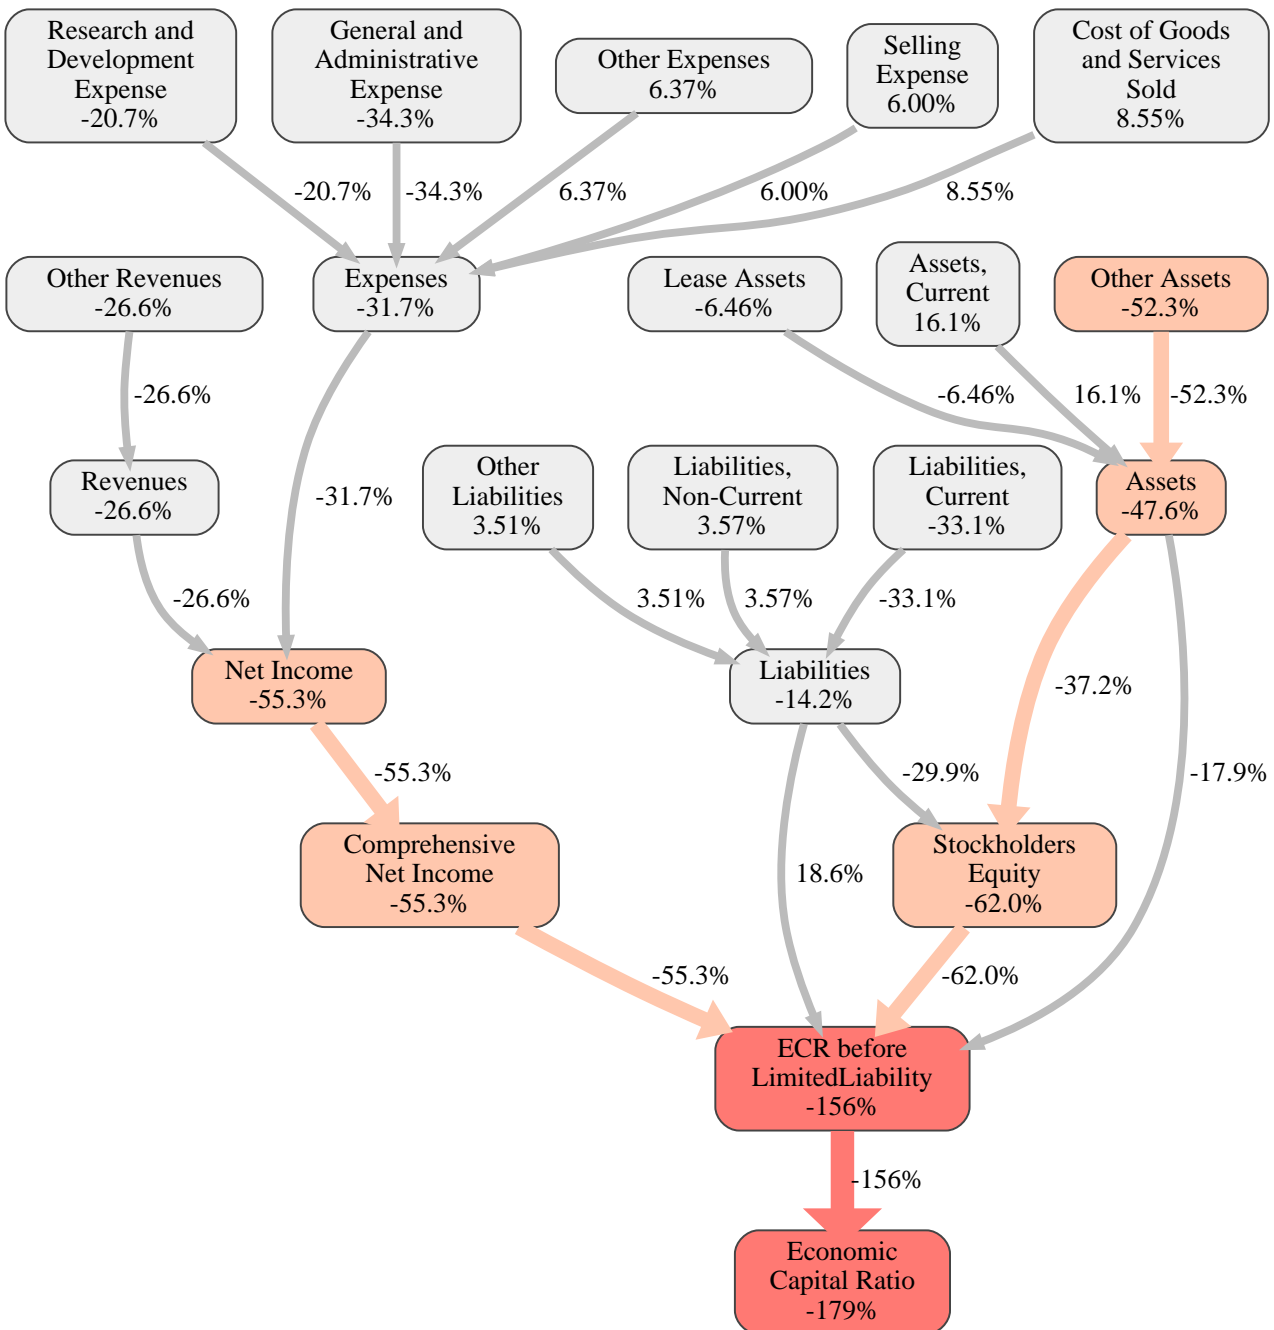 Research and
Development
Expense
-20.7%
General and
Administrative
Expense
-34.3%
Other Expenses
6.37%
Selling
Expense
6.00%
Cost of Goods
and Services
Sold
8.55%
-20.7%
-34.3%
6.37%
6.00%
8.55%
Other Revenues
-26.6%
Expenses
-31.7%
Lease Assets
-6.46%
Assets,
Current
16.1%
Other Assets
-52.3%
-26.6%
-6.46%
16.1%
-52.3%
Revenues
-26.6%
-31.7%
Other
Liabilities
3.51%
Liabilities,
Non-Current
3.57%
Liabilities,
Current
-33.1%
Assets
-47.6%
-26.6%
3.51%
3.57%
-33.1%
Net Income
-55.3%
Liabilities
-14.2%
-37.2%
-55.3%
-29.9%
-17.9%
Comprehensive
Net Income
-55.3%
18.6%
Stockholders
Equity
-62.0%
-55.3%
-62.0%
ECR before
LimitedLiability
-156%
-156%
Economic
Capital Ratio
-179%